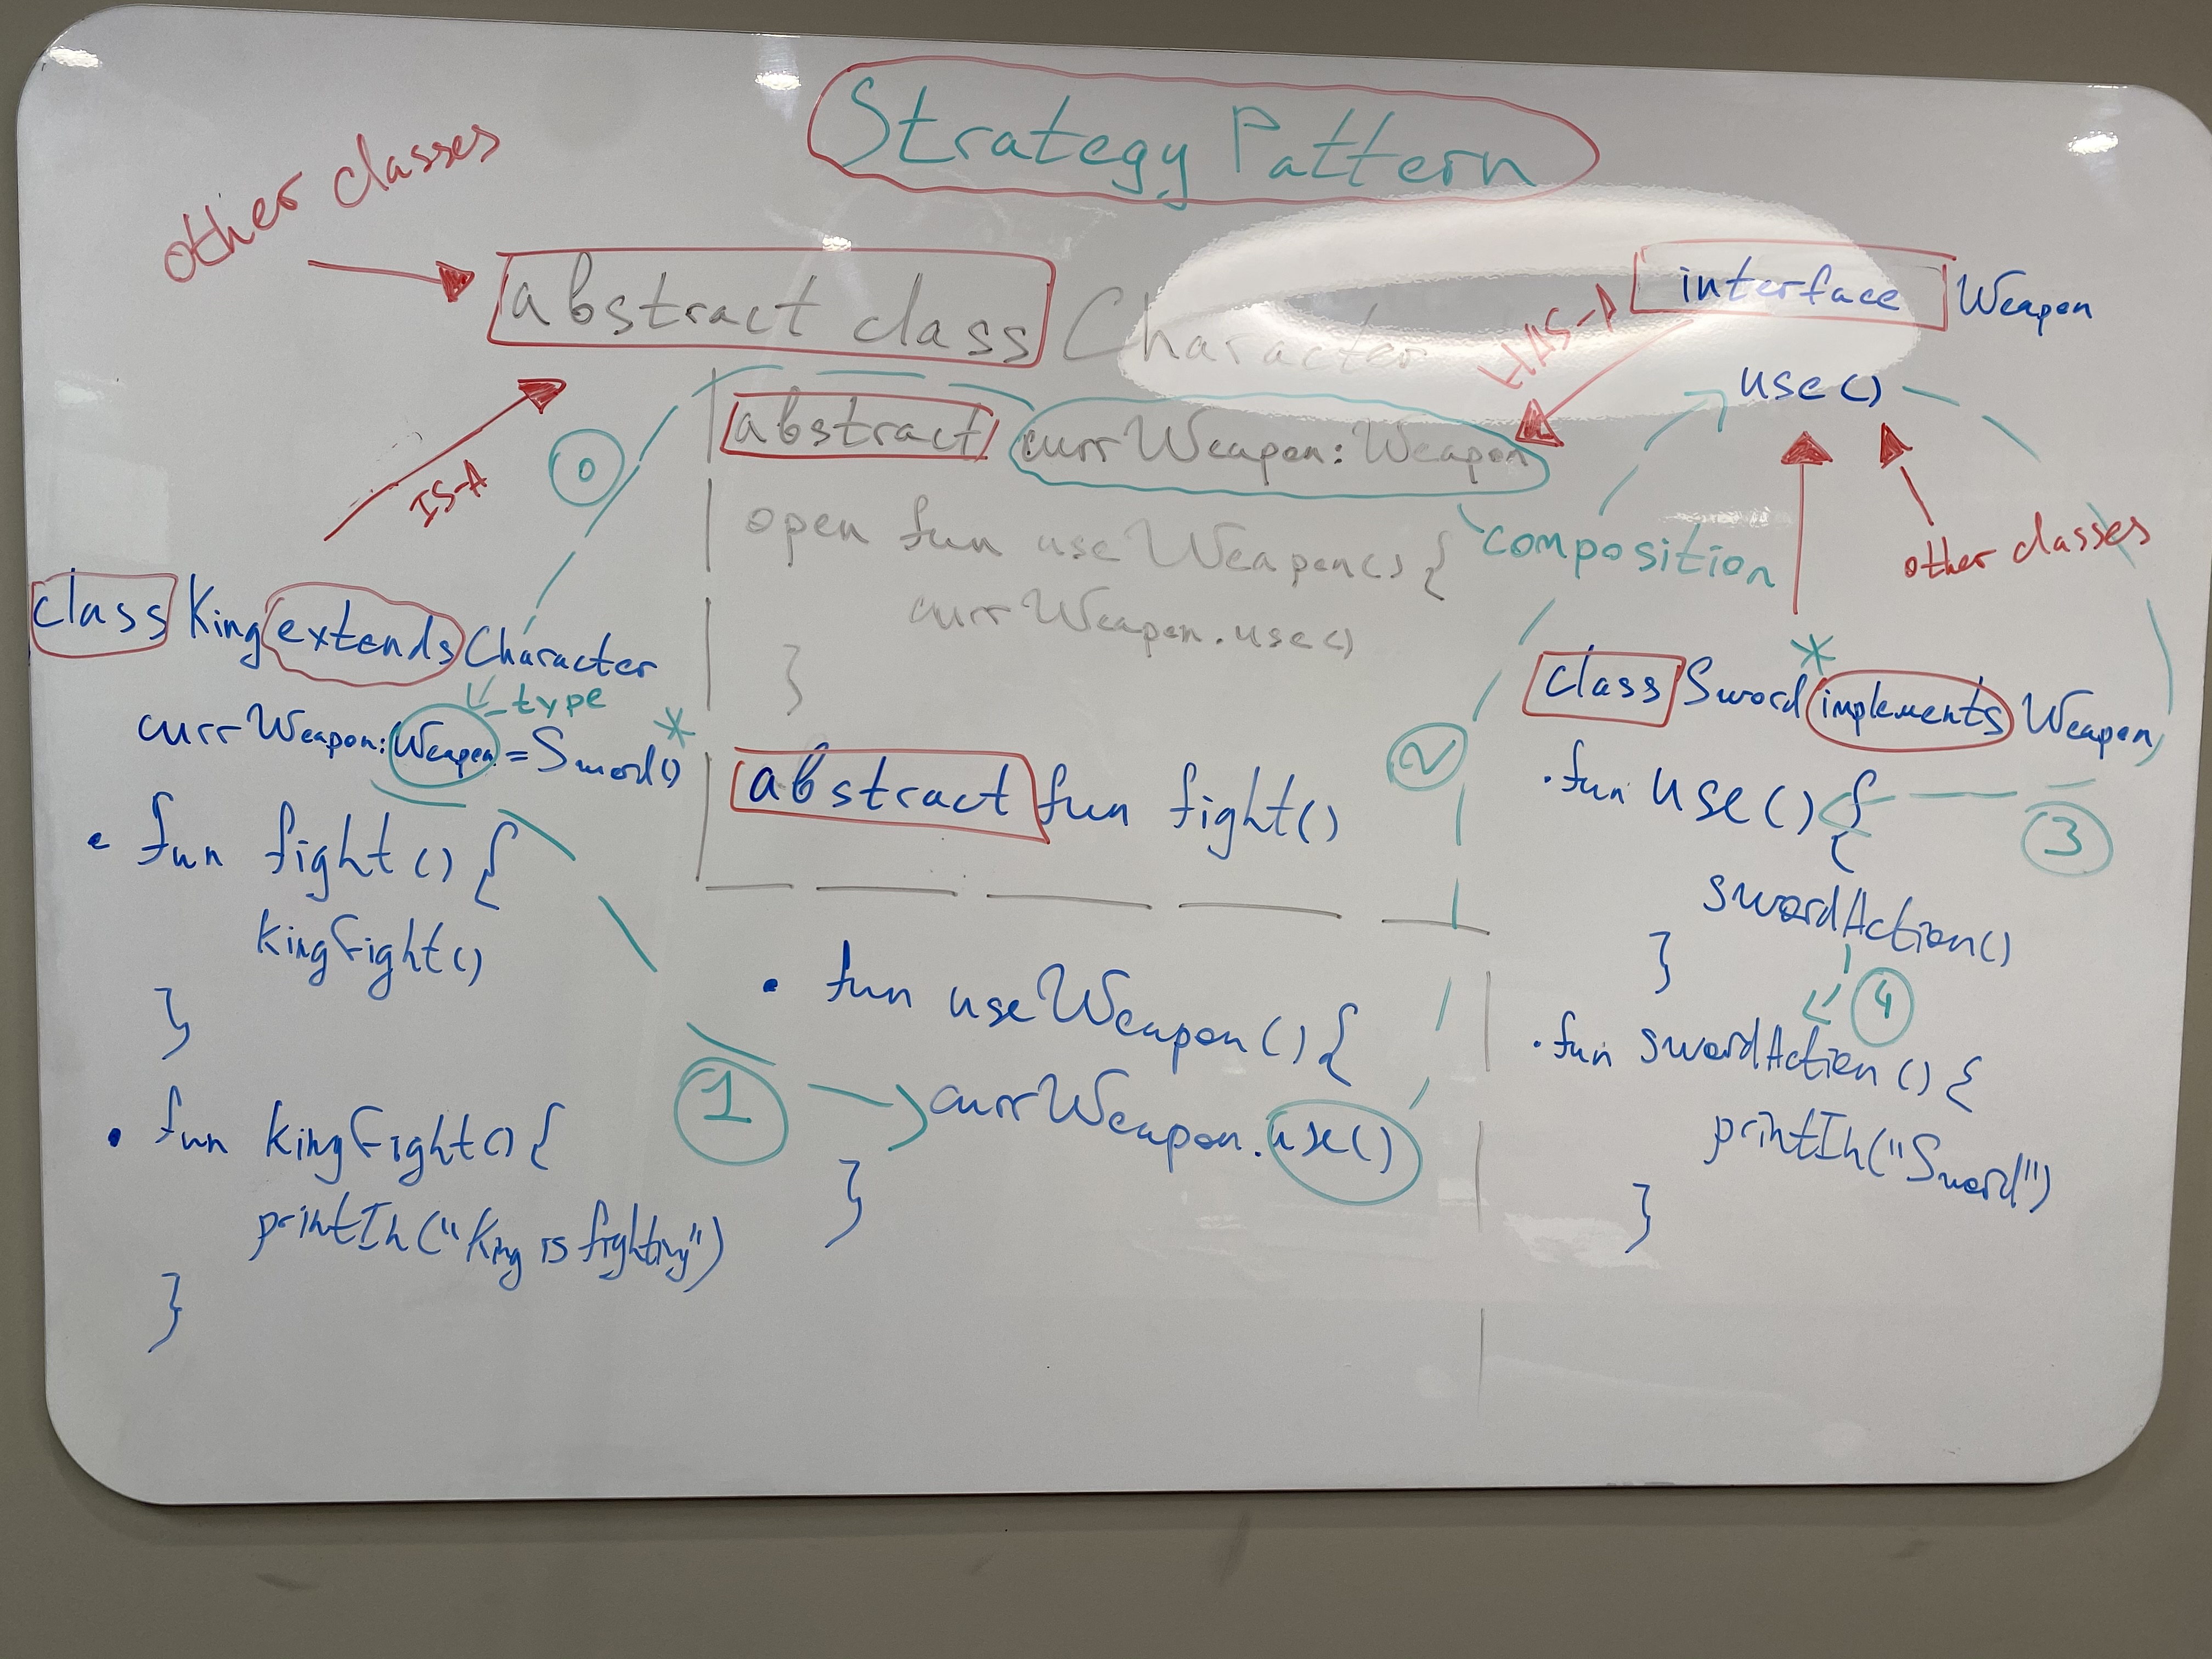 Strategy Pattern
other classes
abstract class Character
HAS-A
interface Weapon
use()
abstract currWeapon: Weapon
IS-A
0
open fun useWeapon() {
currWeapon.use()
}
composition
other classes
abstract fun fight()
class King extends Character
type
currWeapon: Weapon = Sword() *
• fun fight() {
kingFight()
}
• fun kingFight() {
println("King is fighting")
}
1
• fun useWeapon() {
currWeapon.use()
}
2
*
class Sword implements Weapon
• fun use() {
3
swordAction()
}
4
• fun swordAction() {
println("Sword")
}